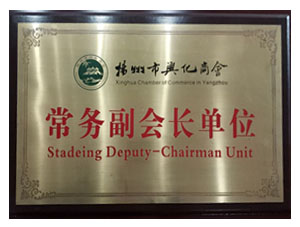 扬州市兴化商会
Xinghua Chamber of Commerce in Yangzhou
常务副会长单位
Stadeing Deputy-Chairman Unit